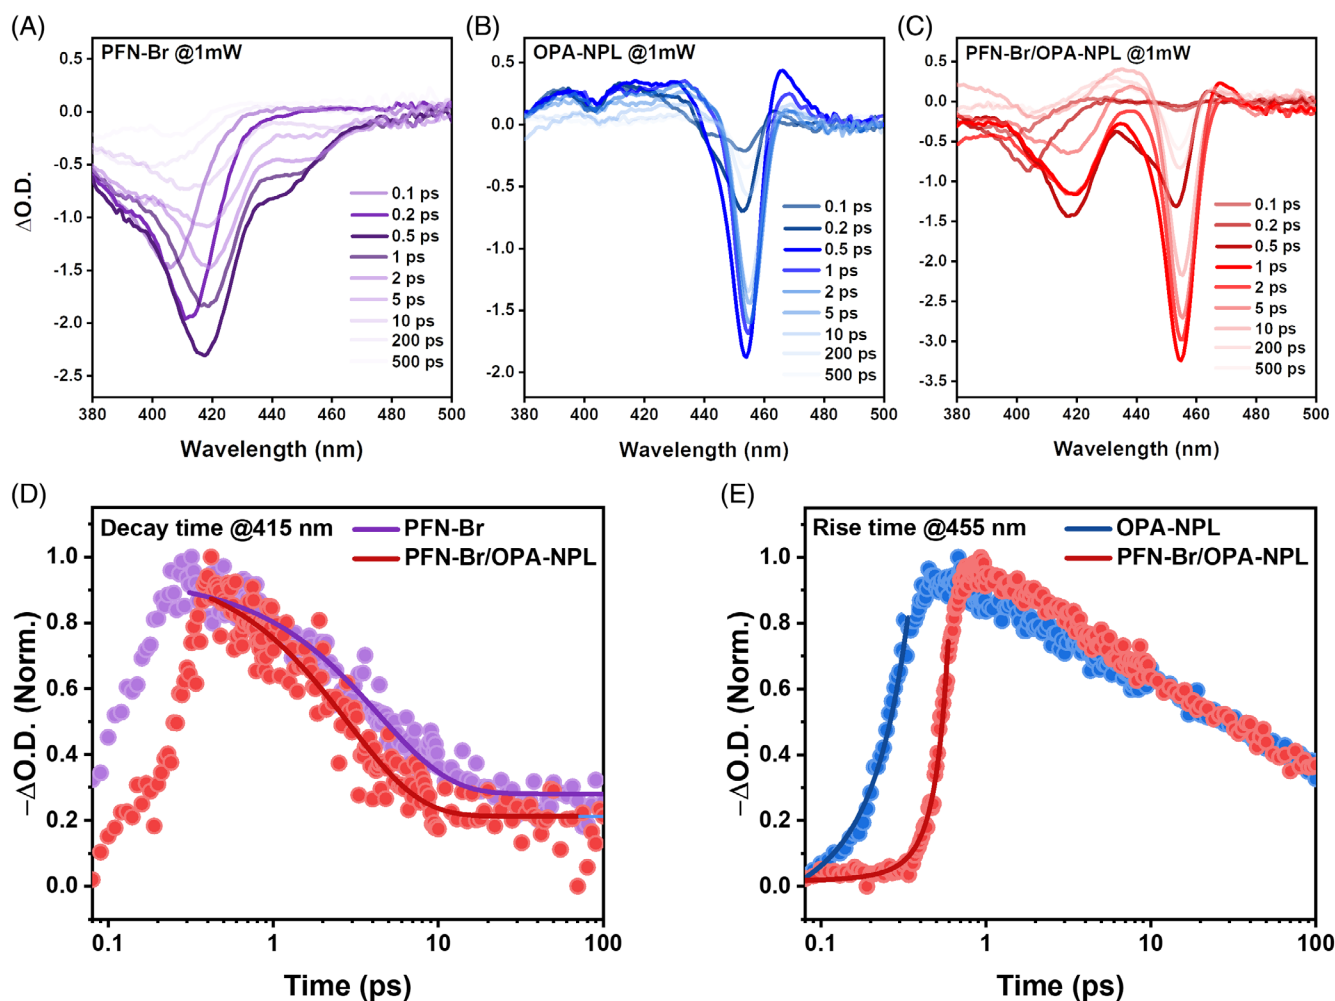 (A)
PFN-Br @1mW
0.5
0.0
-0.5
-1.0
-1.5
-2.0
-2.5
ΔO.D.
0.1 ps
0.2 ps
0.5 ps
1 ps
2 ps
5 ps
10 ps
200 ps
500 ps
380 400 420 440 460 480 500
Wavelength (nm)
(B)
OPA-NPL @1mW
0.5
0.0
-0.5
-1.0
-1.5
-2.0
0.1 ps
0.2 ps
0.5 ps
1 ps
2 ps
5 ps
10 ps
200 ps
500 ps
380 400 420 440 460 480 500
Wavelength (nm)
(C)
PFN-Br/OPA-NPL @1mW
0.5
0.0
-0.5
-1.0
-1.5
-2.0
-2.5
-3.0
-3.5
0.1 ps
0.2 ps
0.5 ps
1 ps
2 ps
5 ps
10 ps
200 ps
500 ps
380 400 420 440 460 480 500
Wavelength (nm)
(D)
Decay time @415 nm
PFN-Br
PFN-Br/OPA-NPL
1.0
0.8
0.6
0.4
0.2
0.0
−ΔO.D. (Norm.)
0.1 1 10 100
Time (ps)
(E)
Rise time @455 nm
OPA-NPL
PFN-Br/OPA-NPL
1.0
0.8
0.6
0.4
0.2
0.0
−ΔO.D. (Norm.)
0.1 1 10 100
Time (ps)